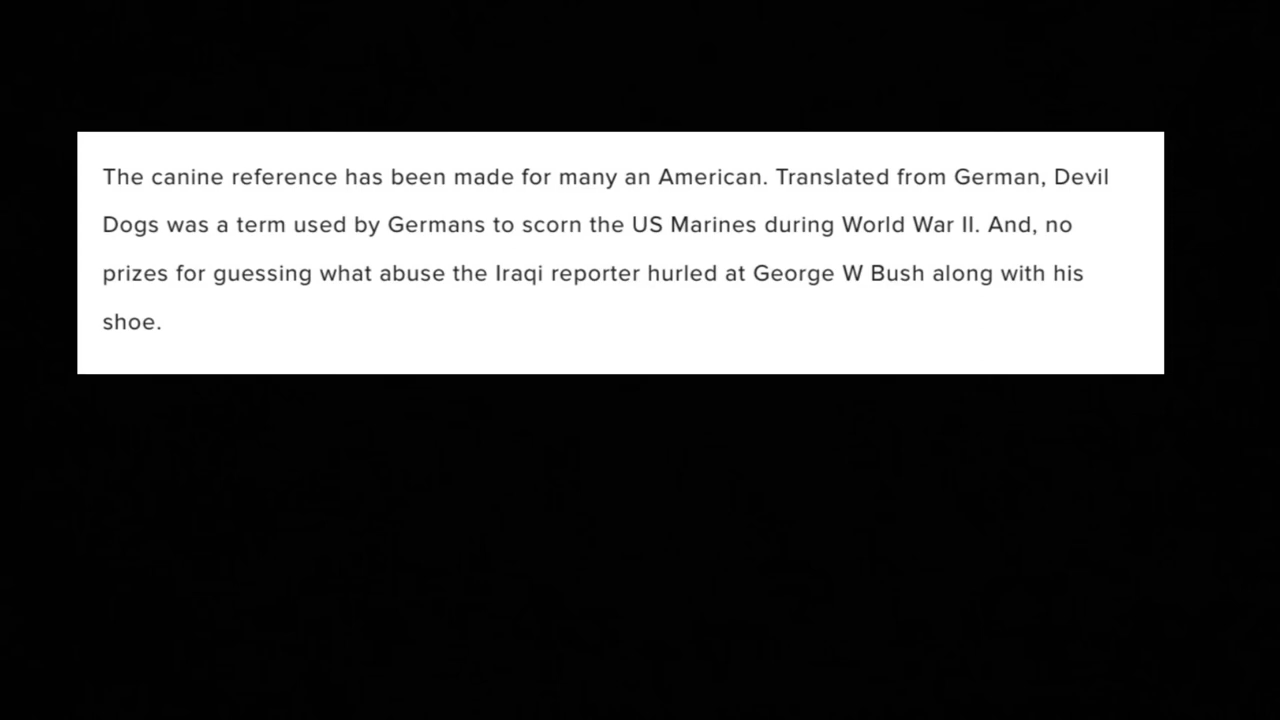 The canine reference has been made for many an American. Translated from German, Devil
Dogs was a term used by Germans to scorn the US Marines during World War II. And, no
prizes for guessing what abuse the Iraqi reporter hurled at George W Bush along with his
shoe.